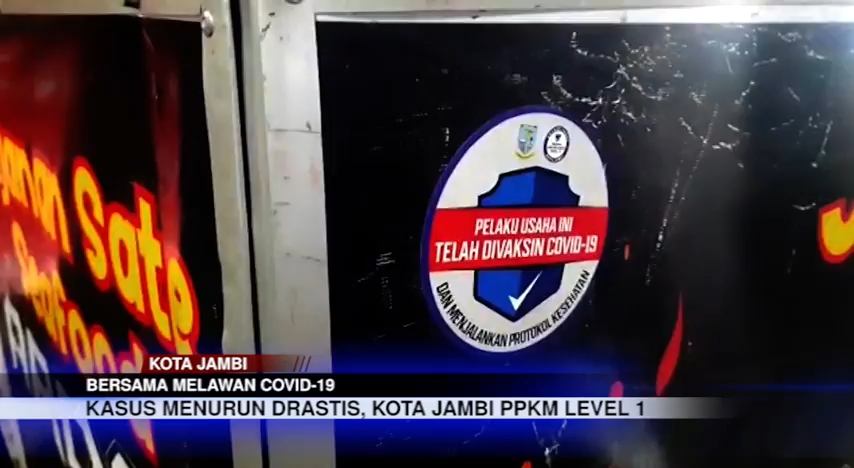 Sate
PELAKU USAHA INI
TELAH DIVAKSIN COVID-19
DAN MENJALANKAN PROTOKOL KESEHATAN
KOTA JAMBI
BERSAMA MELAWAN COVID-19
KASUS MENURUN DRASTIS, KOTA JAMBI PPKM LEVEL 1